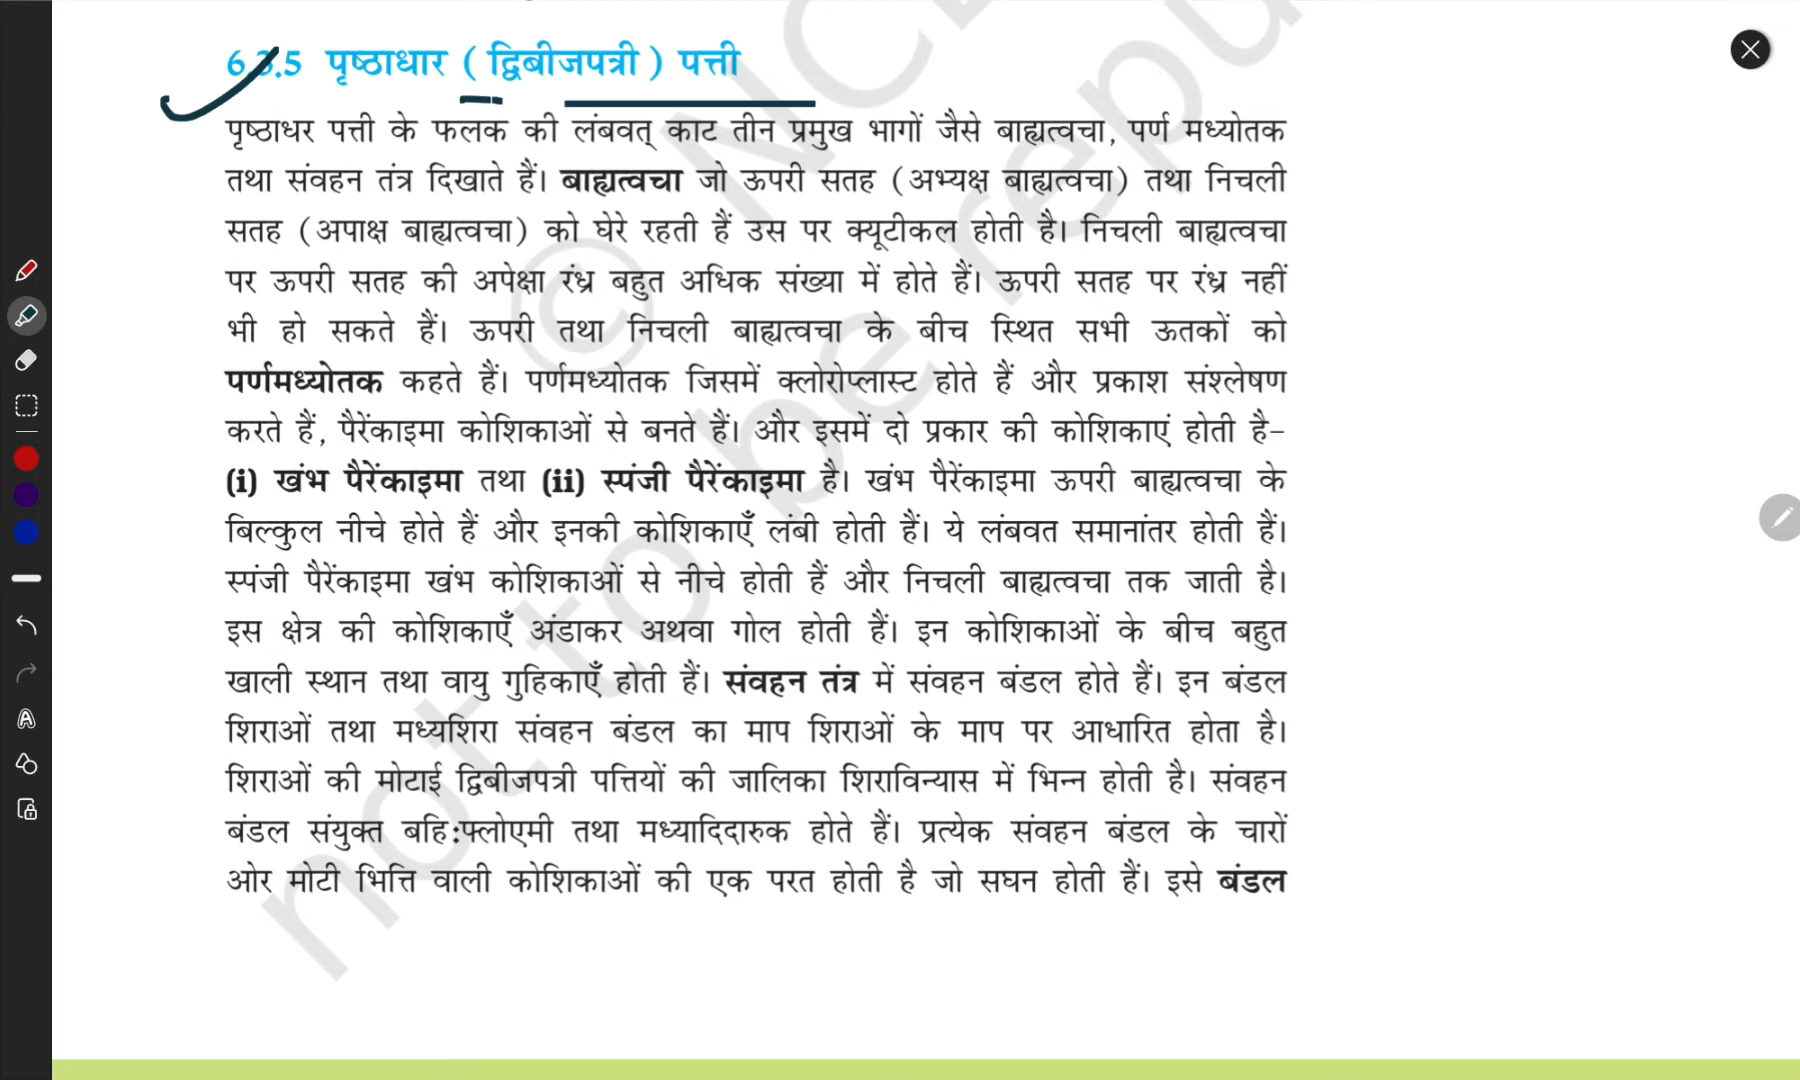 6.3.5 पृष्ठाधार ( द्विबीजपत्री ) पत्ती
पृष्ठाधर पत्ती के फलक की लंबवत् काट तीन प्रमुख भागों जैसे बाह्यत्वचा, पर्ण मध्योतक
तथा संवहन तंत्र दिखाते हैं। बाह्यत्वचा जो ऊपरी सतह (अभ्यक्ष बाह्यत्वचा) तथा निचली
सतह (अपाक्ष बाह्यत्वचा) को घेरे रहती हैं उस पर क्यूटीकल होती है। निचली बाह्यत्वचा
पर ऊपरी सतह की अपेक्षा रंध्र बहुत अधिक संख्या में होते हैं। ऊपरी सतह पर रंध्र नहीं
भी हो सकते हैं। ऊपरी तथा निचली बाह्यत्वचा के बीच स्थित सभी ऊतकों को
पर्णमध्योतक कहते हैं। पर्णमध्योतक जिसमें क्लोरोप्लास्ट होते हैं और प्रकाश संश्लेषण
करते हैं, पैरेंकाइमा कोशिकाओं से बनते हैं। और इसमें दो प्रकार की कोशिकाएं होती है–
(i) खंभ पैरेंकाइमा तथा (ii) स्पंजी पैरेंकाइमा है। खंभ पैरेंकाइमा ऊपरी बाह्यत्वचा के
बिल्कुल नीचे होते हैं और इनकी कोशिकाएँ लंबी होती हैं। ये लंबवत समानांतर होती हैं।
स्पंजी पैरेंकाइमा खंभ कोशिकाओं से नीचे होती हैं और निचली बाह्यत्वचा तक जाती है।
इस क्षेत्र की कोशिकाएँ अंडाकर अथवा गोल होती हैं। इन कोशिकाओं के बीच बहुत
खाली स्थान तथा वायु गुहिकाएँ होती हैं। संवहन तंत्र में संवहन बंडल होते हैं। इन बंडल
शिराओं तथा मध्यशिरा संवहन बंडल का माप शिराओं के माप पर आधारित होता है।
शिराओं की मोटाई द्विबीजपत्री पत्तियों की जालिका शिराविन्यास में भिन्न होती है। संवहन
बंडल संयुक्त बहि:फ्लोएमी तथा मध्यादिदारुक होते हैं। प्रत्येक संवहन बंडल के चारों
ओर मोटी भित्ति वाली कोशिकाओं की एक परत होती है जो सघन होती हैं। इसे बंडल
© NCE
not to be repu